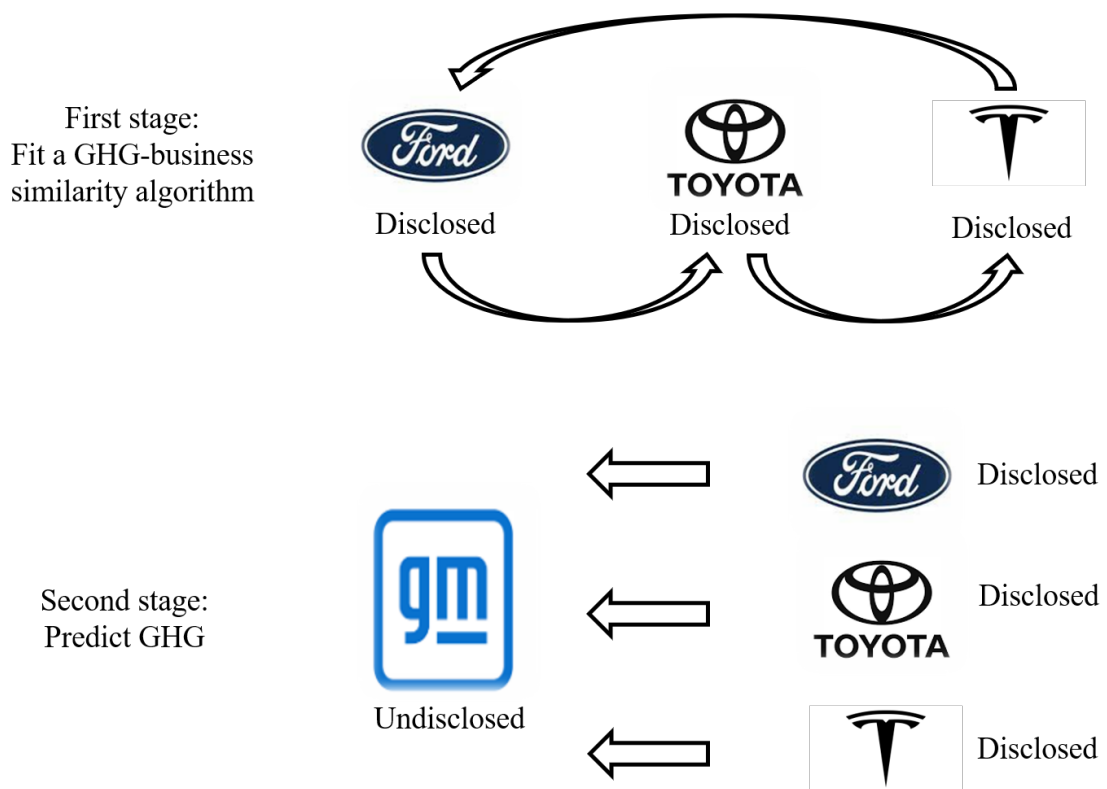 First stage:
Fit a GHG-business
similarity algorithm
Ford
TOYOTA
Disclosed
Disclosed
Disclosed
Second stage:
Predict GHG
gm
Undisclosed
Ford
Disclosed
TOYOTA
Disclosed
Disclosed